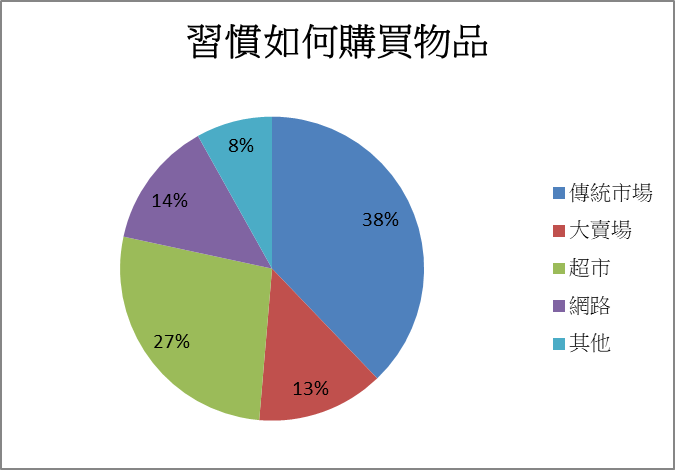 習慣如何購買物品
38%
13%
27%
14%
8%
傳統市場
大賣場
超市
網路
其他